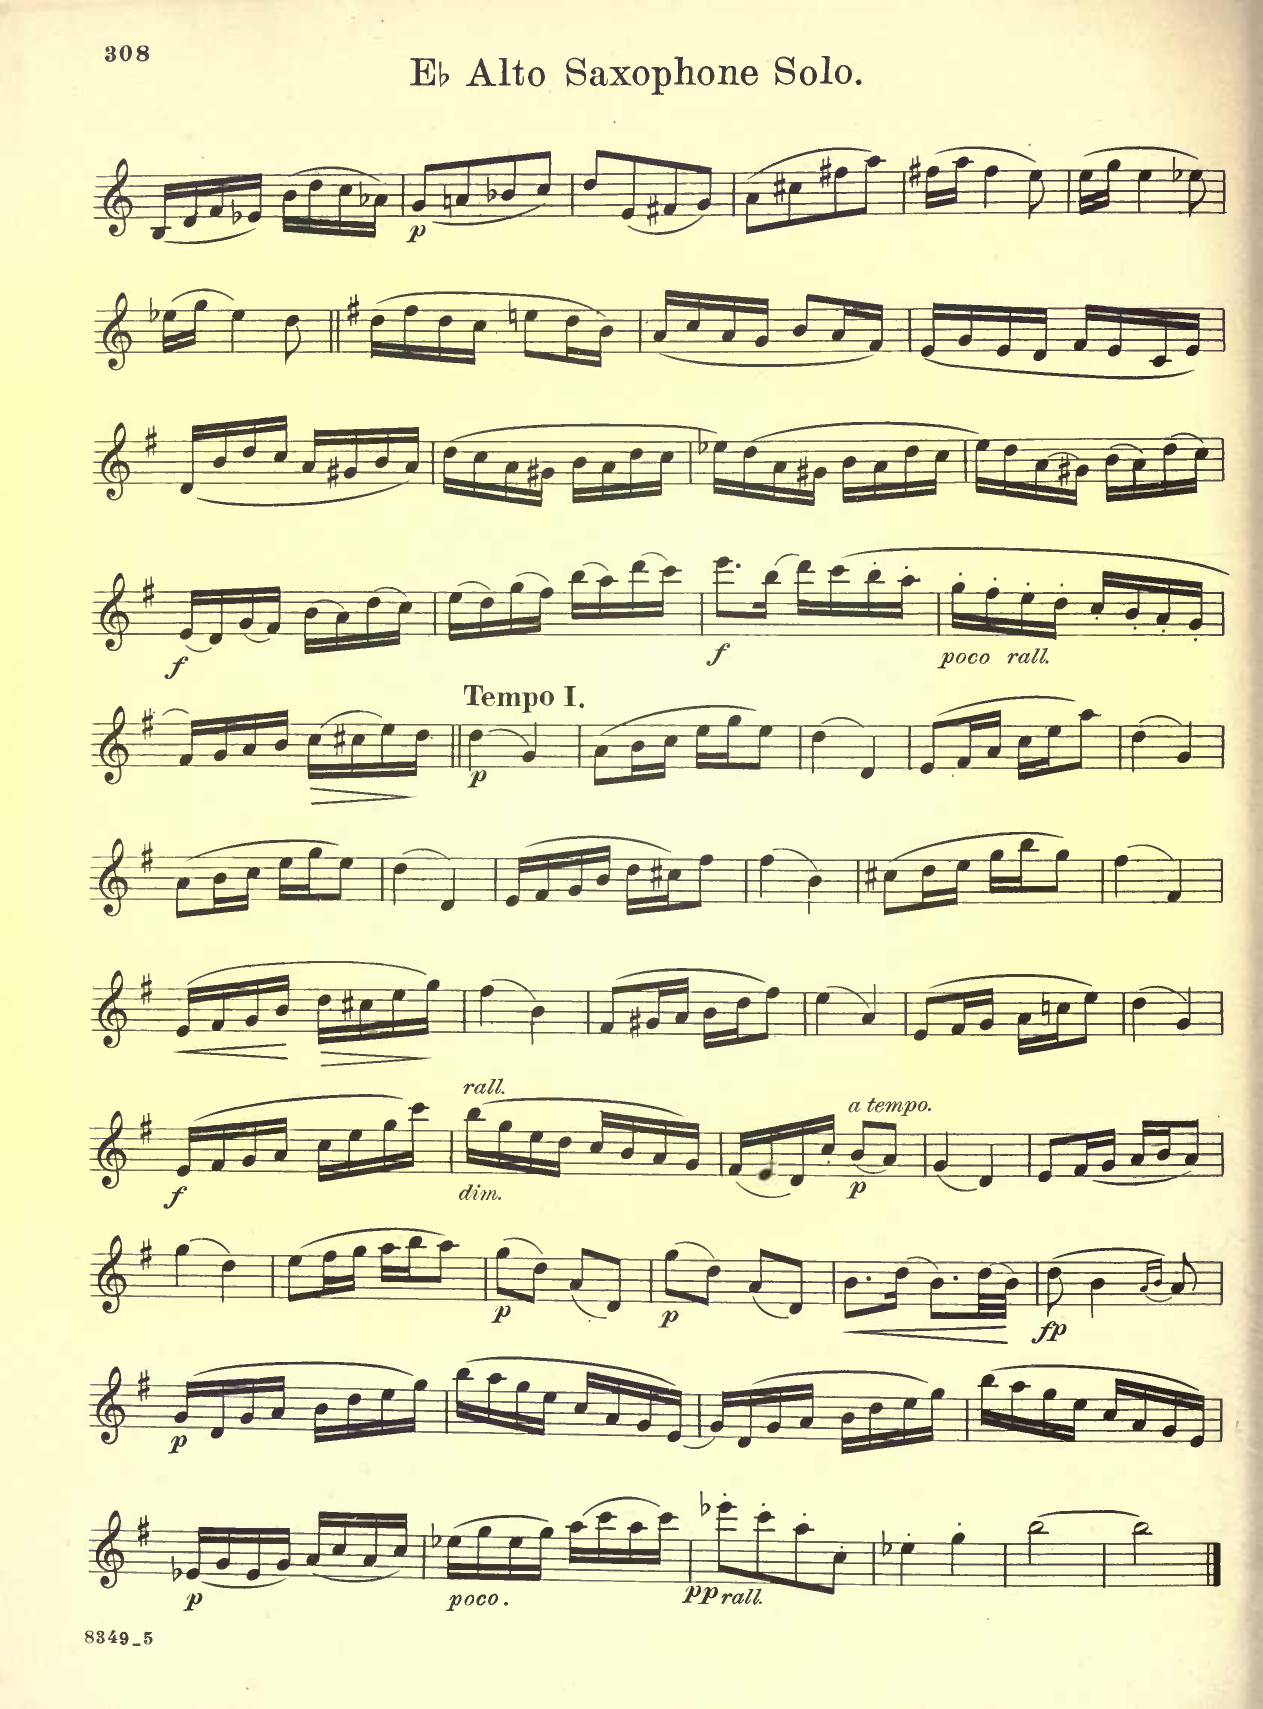 308
E♭ Alto Saxophone Solo.
p
f
f
poco rall.
Tempo I.
p
rall.
a tempo.
f
dim.
p
p
p
fp
p
p
poco.
pp rall.
8349_5